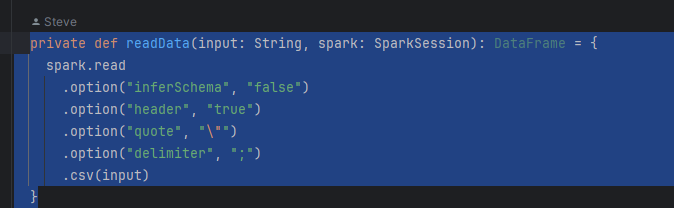 Steve
private def readData(input: String, spark: SparkSession): DataFrame = {
  spark.read
    .option("inferSchema", "false")
    .option("header", "true")
    .option("quote", "\"")
    .option("delimiter", ";")
    .csv(input)
}